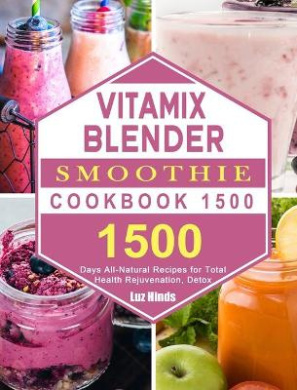 VITAMIX
BLENDER
SMOOTHIE
COOKBOOK 1500
1500
Days All-Natural Recipes for Total
Health Rejuvenation, Detox
Luz Hinds